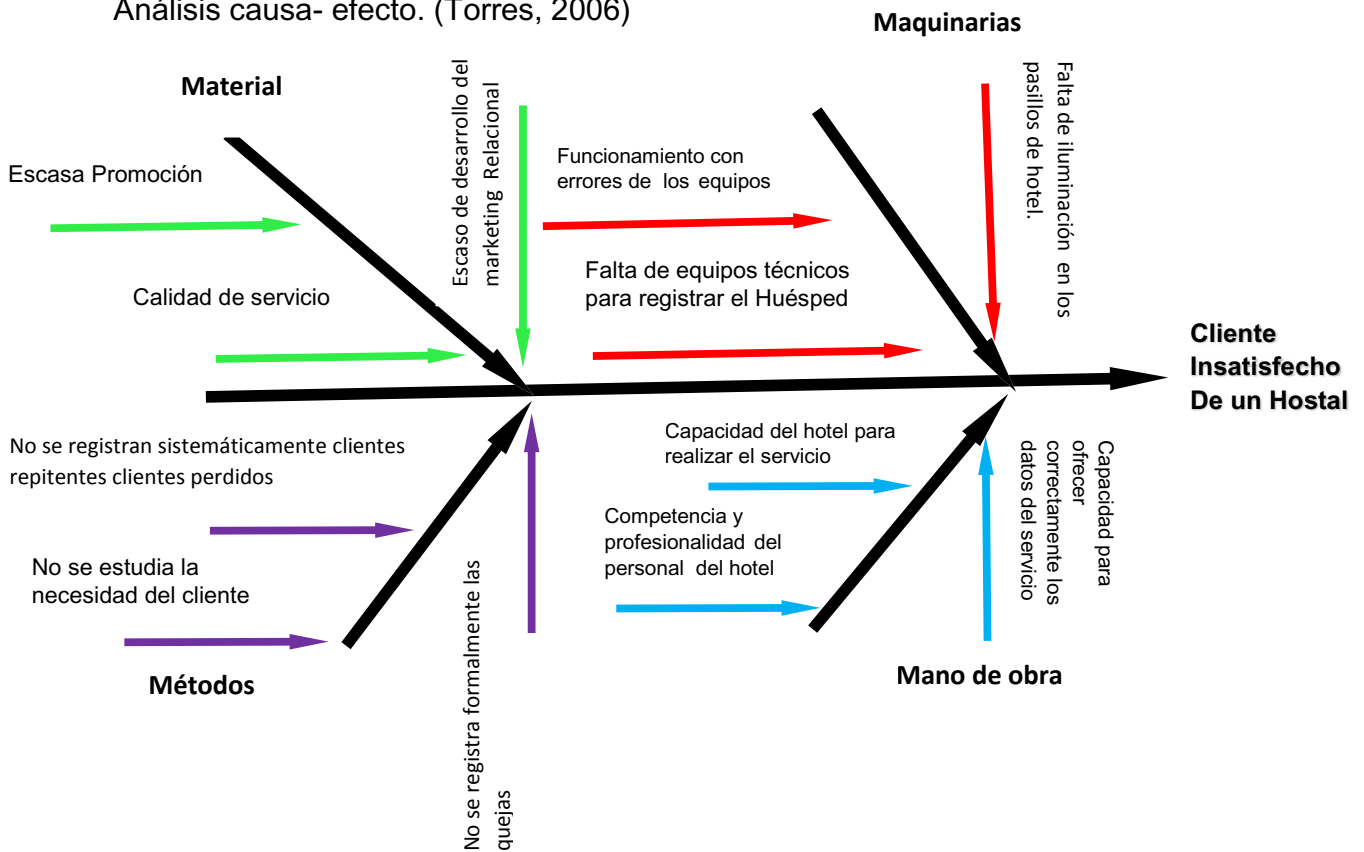 Análisis causa- efecto. (Torres, 2006)
Maquinarias
Material
Escaso de desarrollo del
marketing Relacional
Falta de iluminación en los
pasillos de hotel.
Escasa Promoción
Funcionamiento con
errores de los equipos
Calidad de servicio
Falta de equipos técnicos
para registrar el Huésped
Cliente
Insatisfecho
De un Hostal
No se registran sistemáticamente clientes
repitentes clientes perdidos
Capacidad del hotel para
realizar el servicio
Capacidad para
ofrecer
correctamente los
datos del servicio
Competencia y
profesionalidad del
personal del hotel
No se estudia la
necesidad del cliente
No se registra formalmente las
quejas
Métodos
Mano de obra